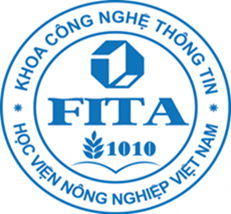 KHOA CÔNG NGHỆ THÔNG TIN
FITA
1010
* HỌC VIỆN NÔNG NGHIỆP VIỆT NAM *